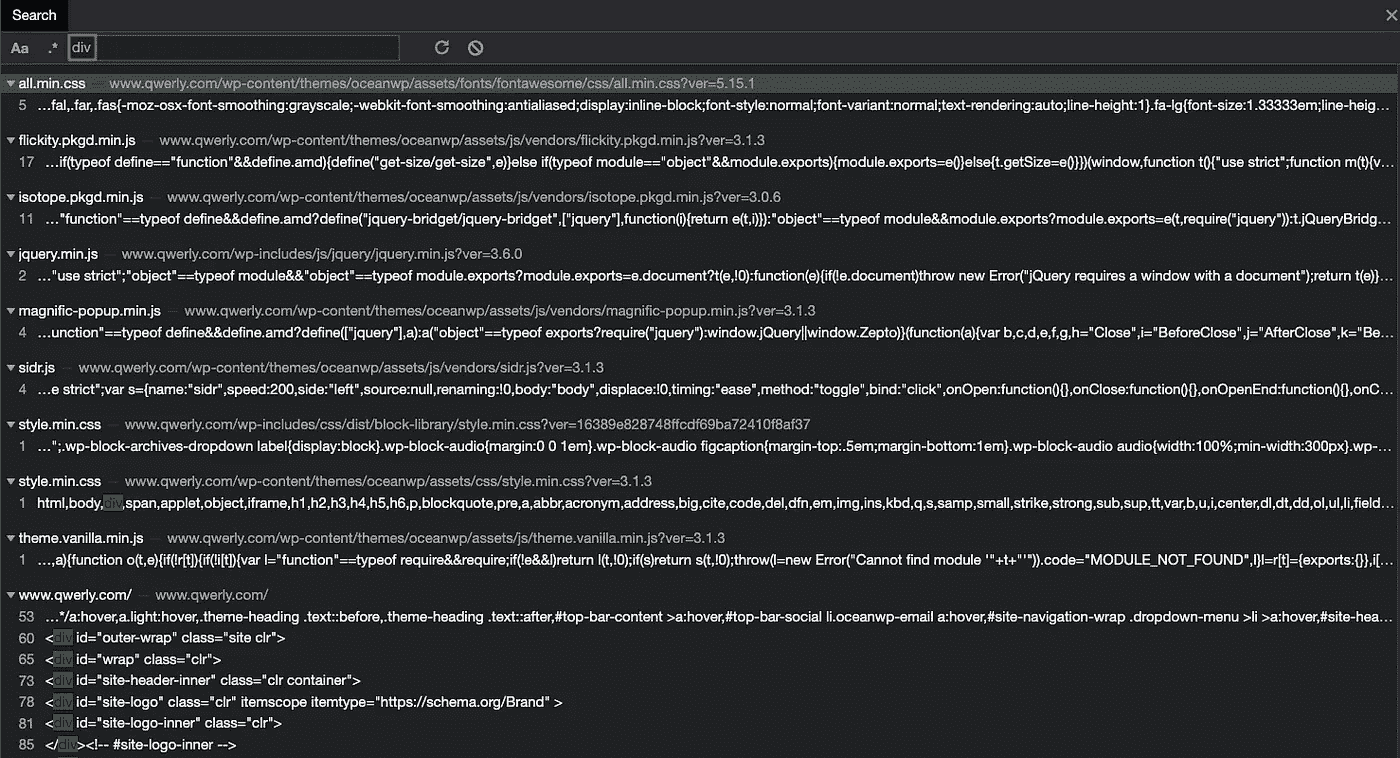 Search
Aa .* div
all.min.css — www.qwerly.com/wp-content/themes/oceanwp/assets/fonts/fontawesome/css/all.min.css?ver=5.15.1
5 …fal,.far,.fas{-moz-osx-font-smoothing:grayscale;-webkit-font-smoothing:antialiased;display:inline-block;font-style:normal;font-variant:normal;text-rendering:auto;line-height:1}.fa-lg{font-size:1.33333em;line-heig…
flickity.pkgd.min.js — www.qwerly.com/wp-content/themes/oceanwp/assets/js/vendors/flickity.pkgd.min.js?ver=3.1.3
17 …if(typeof define=="function"&&define.amd){define("get-size/get-size",e)}else if(typeof module=="object"&&module.exports){module.exports=e()}else{t.getSize=e()}})(window,function t(){"use strict";function m(t){v…
isotope.pkgd.min.js — www.qwerly.com/wp-content/themes/oceanwp/assets/js/vendors/isotope.pkgd.min.js?ver=3.0.6
11 …"function"==typeof define&&define.amd?define("jquery-bridget/jquery-bridget",["jquery"],function(i){return e(t,i)}):"object"==typeof module&&module.exports?module.exports=e(t,require("jquery")):t.jQueryBridg…
jquery.min.js — www.qwerly.com/wp-includes/js/jquery/jquery.min.js?ver=3.6.0
2 …"use strict";"object"==typeof module&&"object"==typeof module.exports?module.exports=e.document?t(e,!0):function(e){if(!e.document)throw new Error("jQuery requires a window with a document");return t(e)}…
magnific-popup.min.js — www.qwerly.com/wp-content/themes/oceanwp/assets/js/vendors/magnific-popup.min.js?ver=3.1.3
4 …unction"==typeof define&&define.amd?define(["jquery"],a):a("object"==typeof exports?require("jquery"):window.jQuery||window.Zepto)}(function(a){var b,c,d,e,f,g,h="Close",i="BeforeClose",j="AfterClose",k="Be…
sidr.js — www.qwerly.com/wp-content/themes/oceanwp/assets/js/vendors/sidr.js?ver=3.1.3
4 …e strict";var s={name:"sidr",speed:200,side:"left",source:null,renaming:!0,body:"body",displace:!0,timing:"ease",method:"toggle",bind:"click",onOpen:function(){},onClose:function(){},onOpenEnd:function(){},onC…
style.min.css — www.qwerly.com/wp-includes/css/dist/block-library/style.min.css?ver=16389e828748ffcdf69ba72410f8af37
1 …";.wp-block-archives-dropdown label{display:block}.wp-block-audio{margin:0 0 1em}.wp-block-audio figcaption{margin-top:.5em;margin-bottom:1em}.wp-block-audio audio{width:100%;min-width:300px}.wp-…
style.min.css — www.qwerly.com/wp-content/themes/oceanwp/assets/css/style.min.css?ver=3.1.3
1 html,body,div,span,applet,object,iframe,h1,h2,h3,h4,h5,h6,p,blockquote,pre,a,abbr,acronym,address,big,cite,code,del,dfn,em,img,ins,kbd,q,s,samp,small,strike,strong,sub,sup,tt,var,b,u,i,center,dl,dt,dd,ol,ul,li,field…
theme.vanilla.min.js — www.qwerly.com/wp-content/themes/oceanwp/assets/js/theme.vanilla.min.js?ver=3.1.3
1 …,a){function o(t,e){if(!r[t]){if(!i[t]){var l="function"==typeof require&&require;if(!e&&l)return l(t,!0);if(s)return s(t,!0);throw(l=new Error("Cannot find module '"+t+"'")).code="MODULE_NOT_FOUND",l}l=r[t]={exports:{}},i[…
www.qwerly.com/ — www.qwerly.com/
53 …*/a:hover,a.light:hover,.theme-heading .text::before,.theme-heading .text::after,#top-bar-content >a:hover,#top-bar-social li.oceanwp-email a:hover,#site-navigation-wrap .dropdown-menu >li >a:hover,#site-hea…
60 <div id="outer-wrap" class="site clr">
65 <div id="wrap" class="clr">
73 <div id="site-header-inner" class="clr container">
78 <div id="site-logo" class="clr" itemscope itemtype="https://schema.org/Brand" >
81 <div id="site-logo-inner" class="clr">
85 </div><!-- #site-logo-inner -->